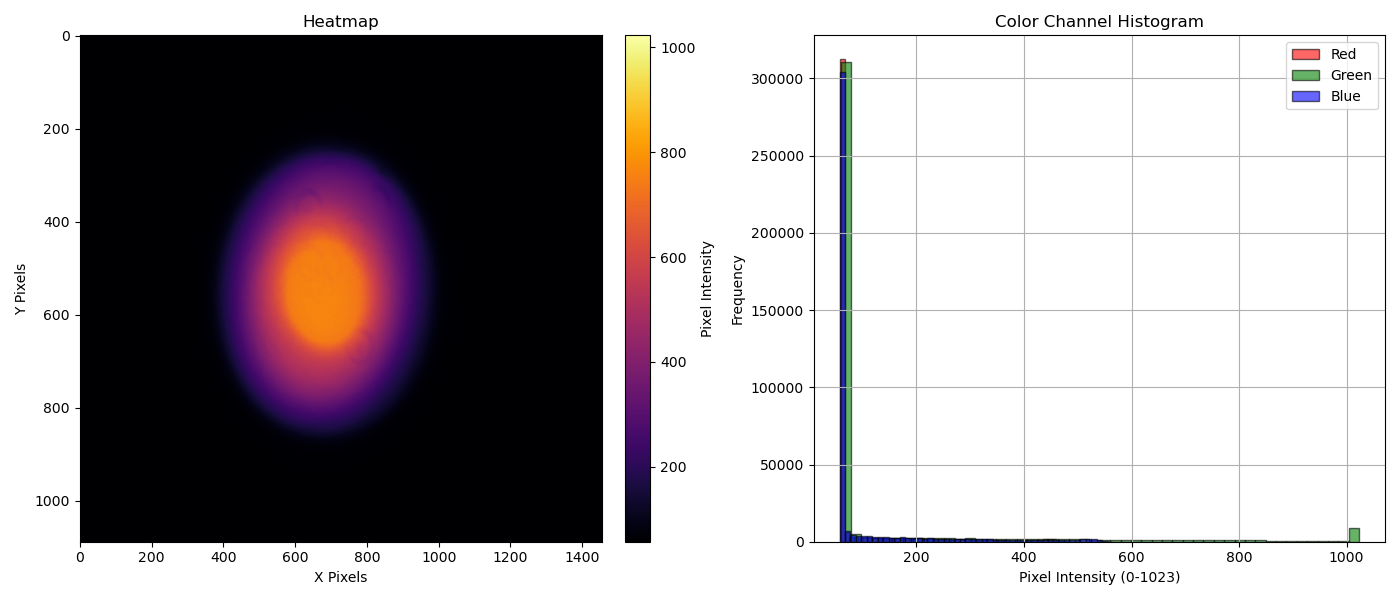 Heatmap
0
200
400
600
800
1000
0 200 400 600 800 1000 1200 1400
Y Pixels
X Pixels
1000
800
600
400
200
Pixel Intensity
Color Channel Histogram
Red
Green
Blue
300000
250000
200000
150000
100000
50000
0
200 400 600 800 1000
Frequency
Pixel Intensity (0-1023)